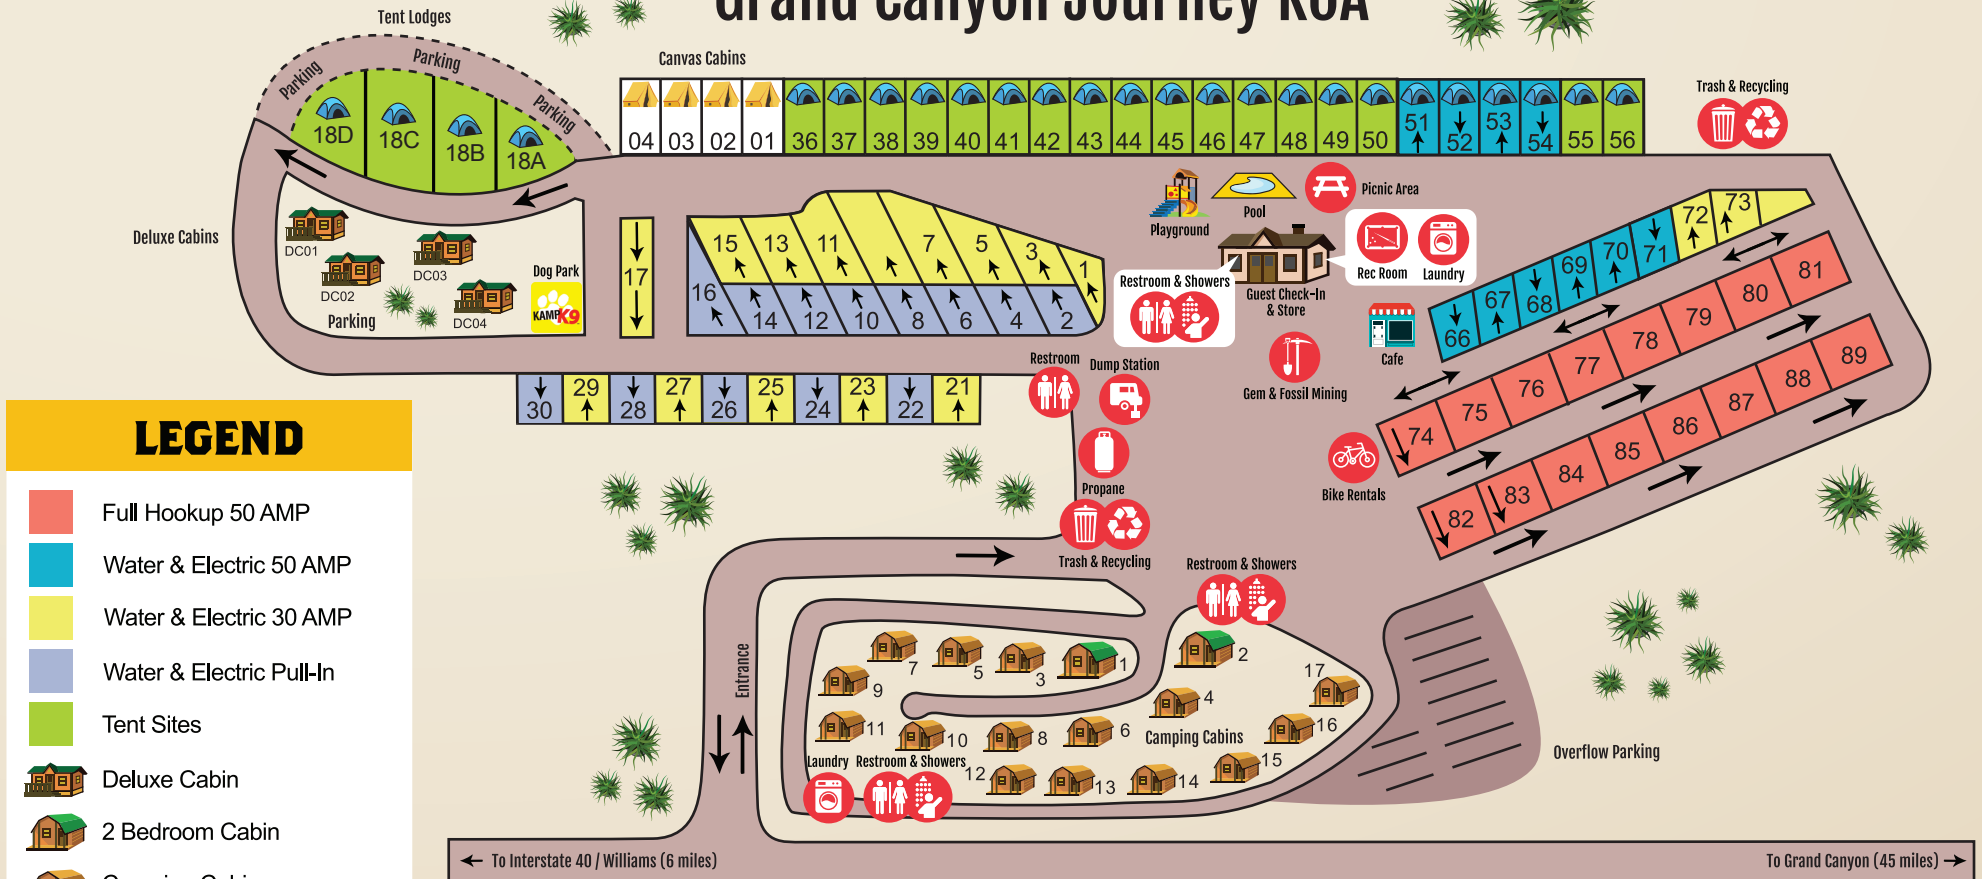 Grand Canyon Journey KOA
Tent Lodges
Parking
Parking
Parking
18D
18C
18B
18A
Canvas Cabins
04 03 02 01 36 37 38 39 40 41 42 43 44 45 46 47 48 49 50 51 52 53 54 55 56
Trash & Recycling
Deluxe Cabins
DC01
DC02
DC03
DC04
Parking
Dog Park
KAMP K9
17
15 13 11 7 5 3 1
16 14 12 10 8 6 4 2
Playground
Pool
Picnic Area
Rec Room
Laundry
Restroom & Showers
Guest Check-In
& Store
Cafe
Gem & Fossil Mining
66 67 68 69 70 71 72 73
74 75 76 77 78 79 80 81
82 83 84 85 86 87 88 89
30 29 28 27 26 25 24 23 22 21
Restroom
Dump Station
Propane
Trash & Recycling
Bike Rentals
LEGEND
Full Hookup 50 AMP
Water & Electric 50 AMP
Water & Electric 30 AMP
Water & Electric Pull-In
Tent Sites
Deluxe Cabin
2 Bedroom Cabin
Entrance
Restroom & Showers
7 5 3 1 2
9 4 17
11 10 8 6 16
Camping Cabins
Laundry
Restroom & Showers
12 13 14 15
Overflow Parking
To Interstate 40 / Williams (6 miles)
To Grand Canyon (45 miles)